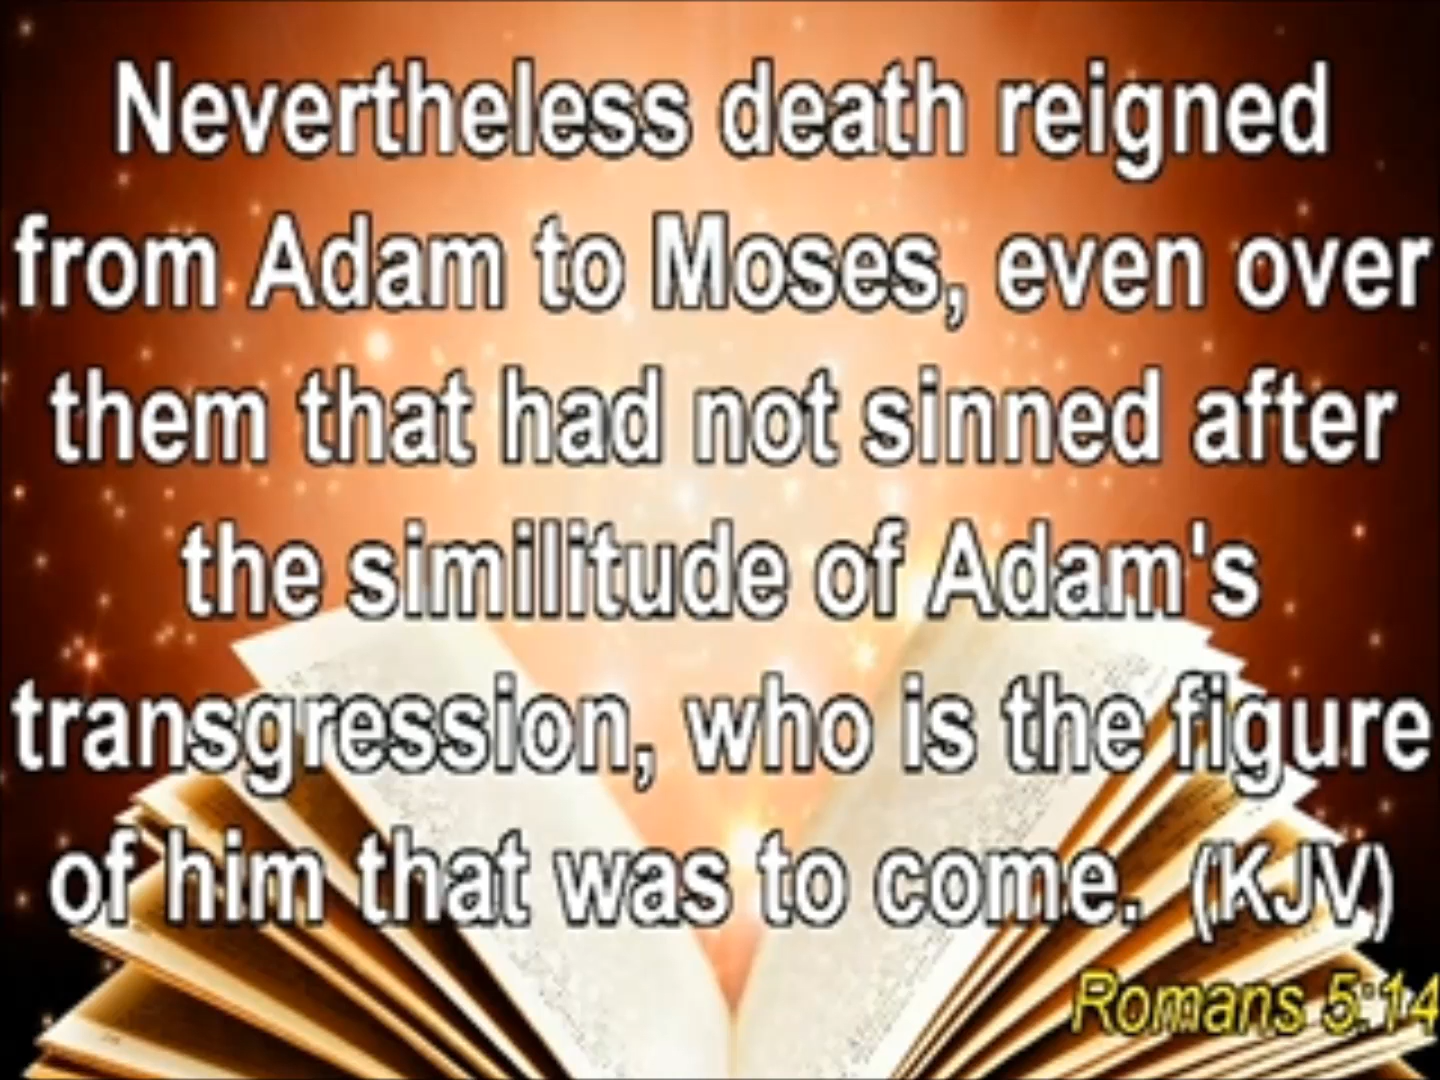 Nevertheless death reigned
from Adam to Moses, even over
them that had not sinned after
the similitude of Adam's
transgression, who is the figure
of him that was to come. (KJV)
Romans 5:14